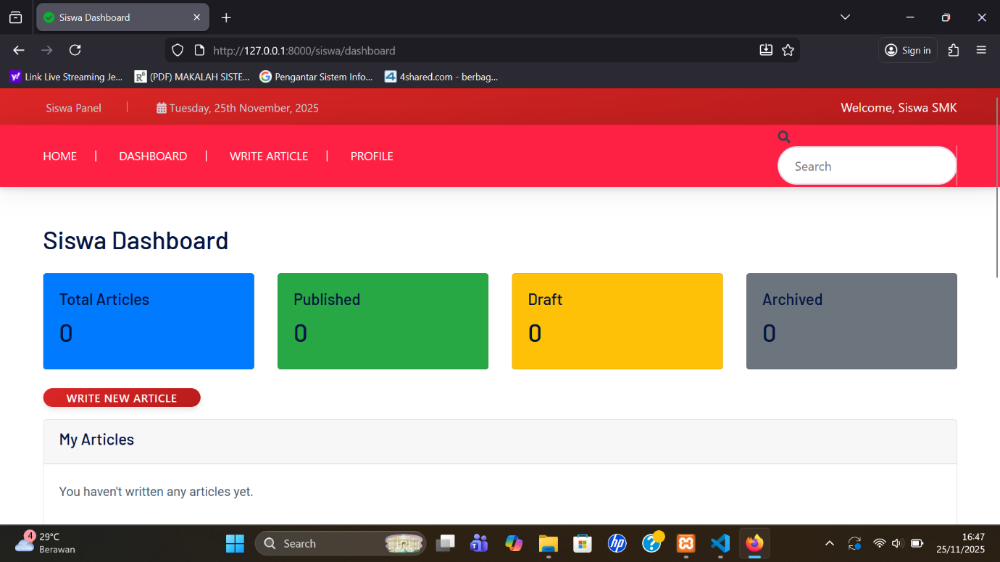 Siswa Dashboard
http://127.0.0.1:8000/siswa/dashboard
Sign in
Link Live Streaming Je...
(PDF) MAKALAH SISTE...
Pengantar Sistem Info...
4shared.com - berbag...
Siswa Panel
Tuesday, 25th November, 2025
Welcome, Siswa SMK
HOME
DASHBOARD
WRITE ARTICLE
PROFILE
Search
Siswa Dashboard
Total Articles
0
Published
0
Draft
0
Archived
0
WRITE NEW ARTICLE
My Articles
You haven't written any articles yet.
4
29°C
Berawan
Search
16:47
25/11/2025